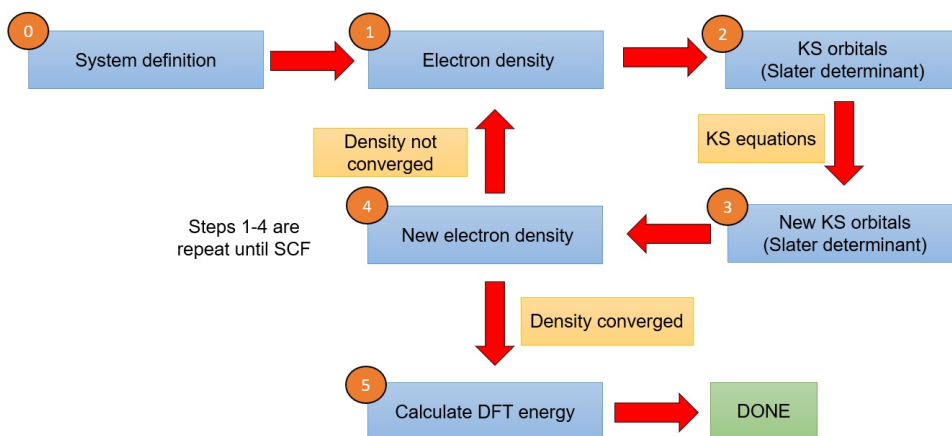 0
System definition
1
Electron density
2
KS orbitals
(Slater determinant)
KS equations
Density not
converged
3
New KS orbitals
(Slater determinant)
4
New electron density
Steps 1-4 are
repeat until SCF
Density converged
5
Calculate DFT energy
DONE